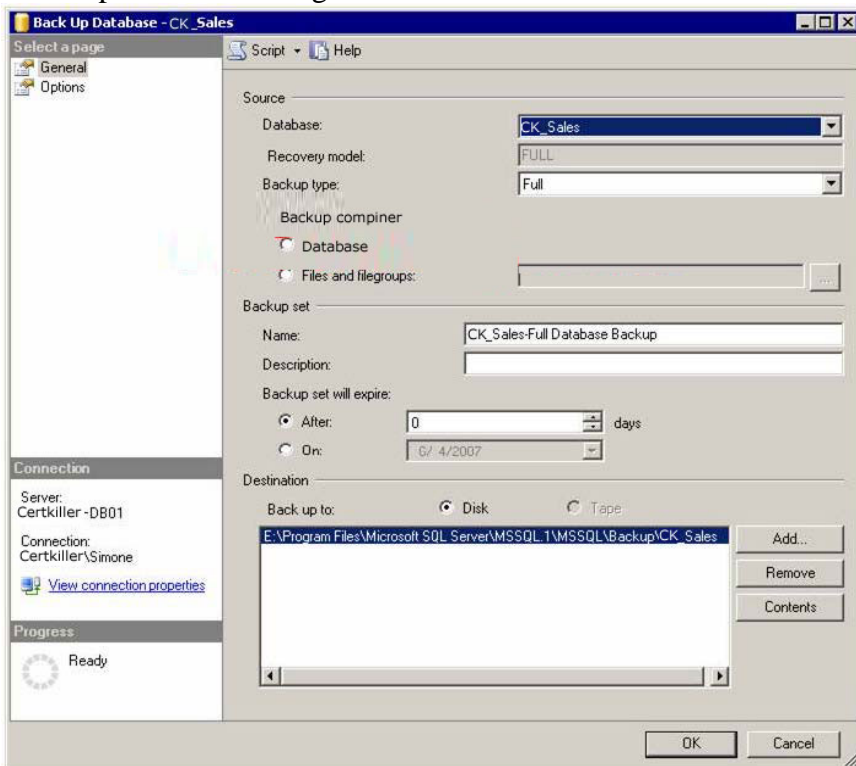 Back Up Database - CK_Sales
Select a page
General
Options
Script Help
Source
Database: CK_Sales
Recovery model: FULL
Backup type: Full
Backup compiner
Database
Files and filegroups: ...
Backup set
Name: CK_Sales-Full Database Backup
Description:
Backup set will expire:
After: 0 days
On: 6/ 4/2007
Destination
Back up to: Disk Tape
E:\Program Files\Microsoft SQL Server\MSSQL.1\MSSQL\Backup\CK_Sales
Add...
Remove
Contents
Connection
Server:
Certkiller -DB01
Connection:
Certkiller\Simone
View connection properties
Progress
Ready
OK Cancel